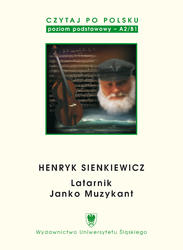 CZYTAJ PO POLSKU
poziom podstawowy – A2/B1
HENRYK SIENKIEWICZ
Latarnik
Janko Muzykant
Wydawnictwo Uniwersytetu Śląskiego